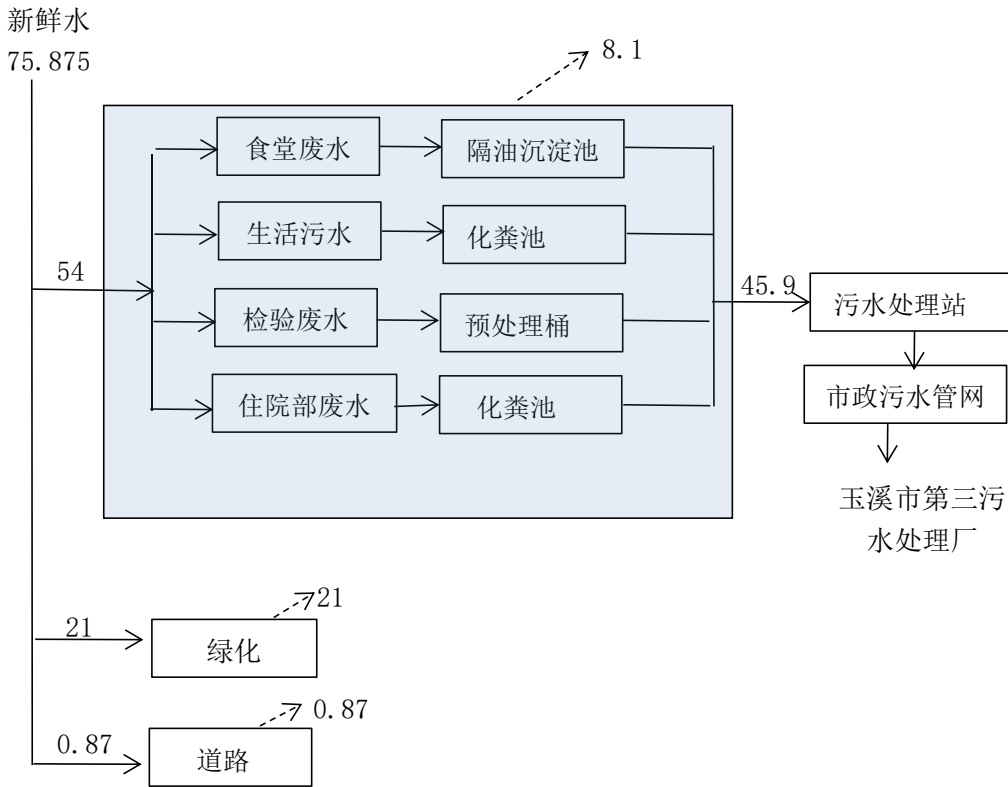 新鲜水
75.875
8.1
食堂废水
隔油沉淀池
生活污水
化粪池
54
45.9
污水处理站
检验废水
预处理桶
市政污水管网
住院部废水
化粪池
玉溪市第三污
水处理厂
21
21
绿化
0.87
0.87
道路